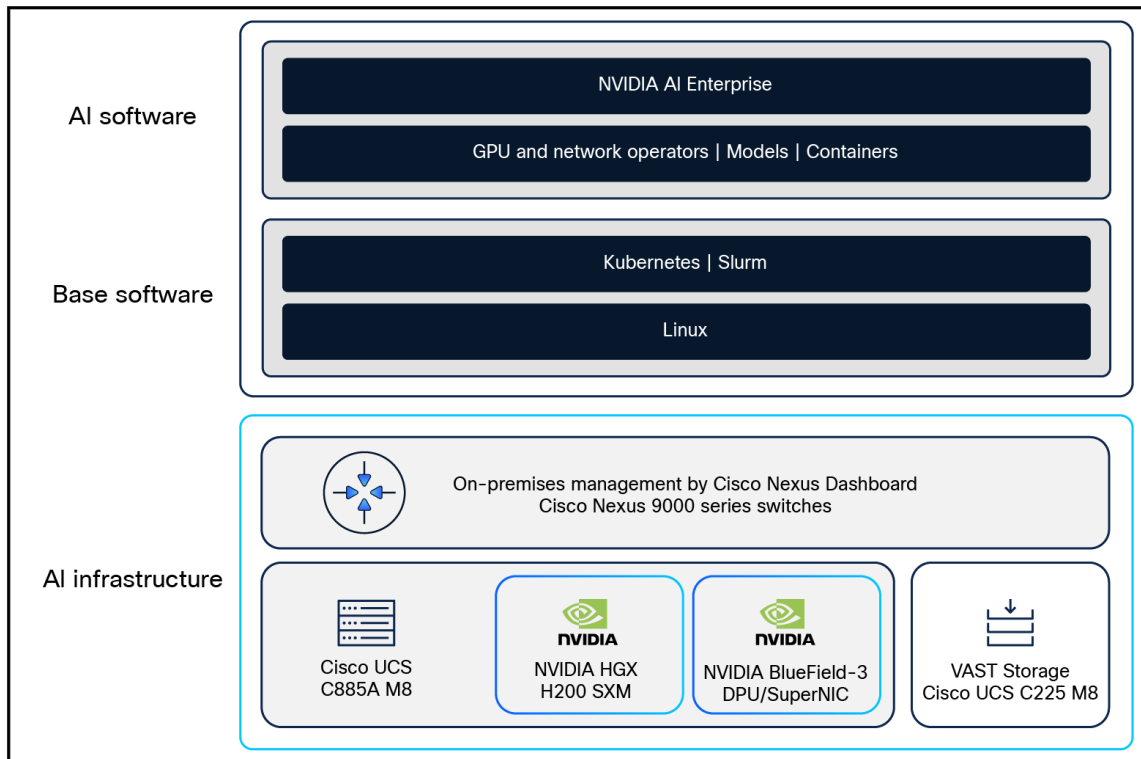 AI software
NVIDIA AI Enterprise
GPU and network operators | Models | Containers
Base software
Kubernetes | Slurm
Linux
AI infrastructure
On-premises management by Cisco Nexus Dashboard
Cisco Nexus 9000 series switches
Cisco UCS
C885A M8
NVIDIA
NVIDIA HGX
H200 SXM
NVIDIA
NVIDIA BlueField-3
DPU/SuperNIC
VAST Storage
Cisco UCS C225 M8